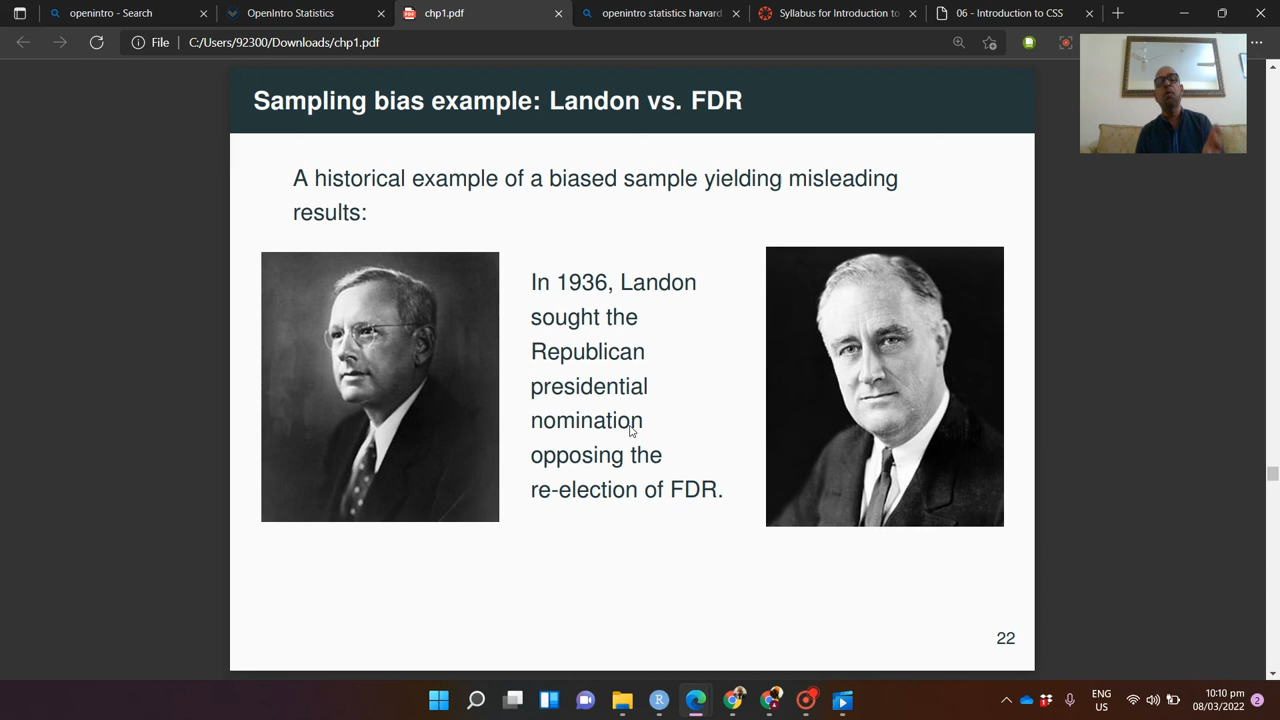 openintro - Search
OpenIntro Statistics
chp1.pdf
openintro statistics harvard
Syllabus for Introduction to
06 - Introduction to CSS
File
C:/Users/92300/Downloads/chp1.pdf
Sampling bias example: Landon vs. FDR
A historical example of a biased sample yielding misleading
results:
In 1936, Landon
sought the
Republican
presidential
nomination
opposing the
re-election of FDR.
22
ENG
US
10:10 pm
08/03/2022
2